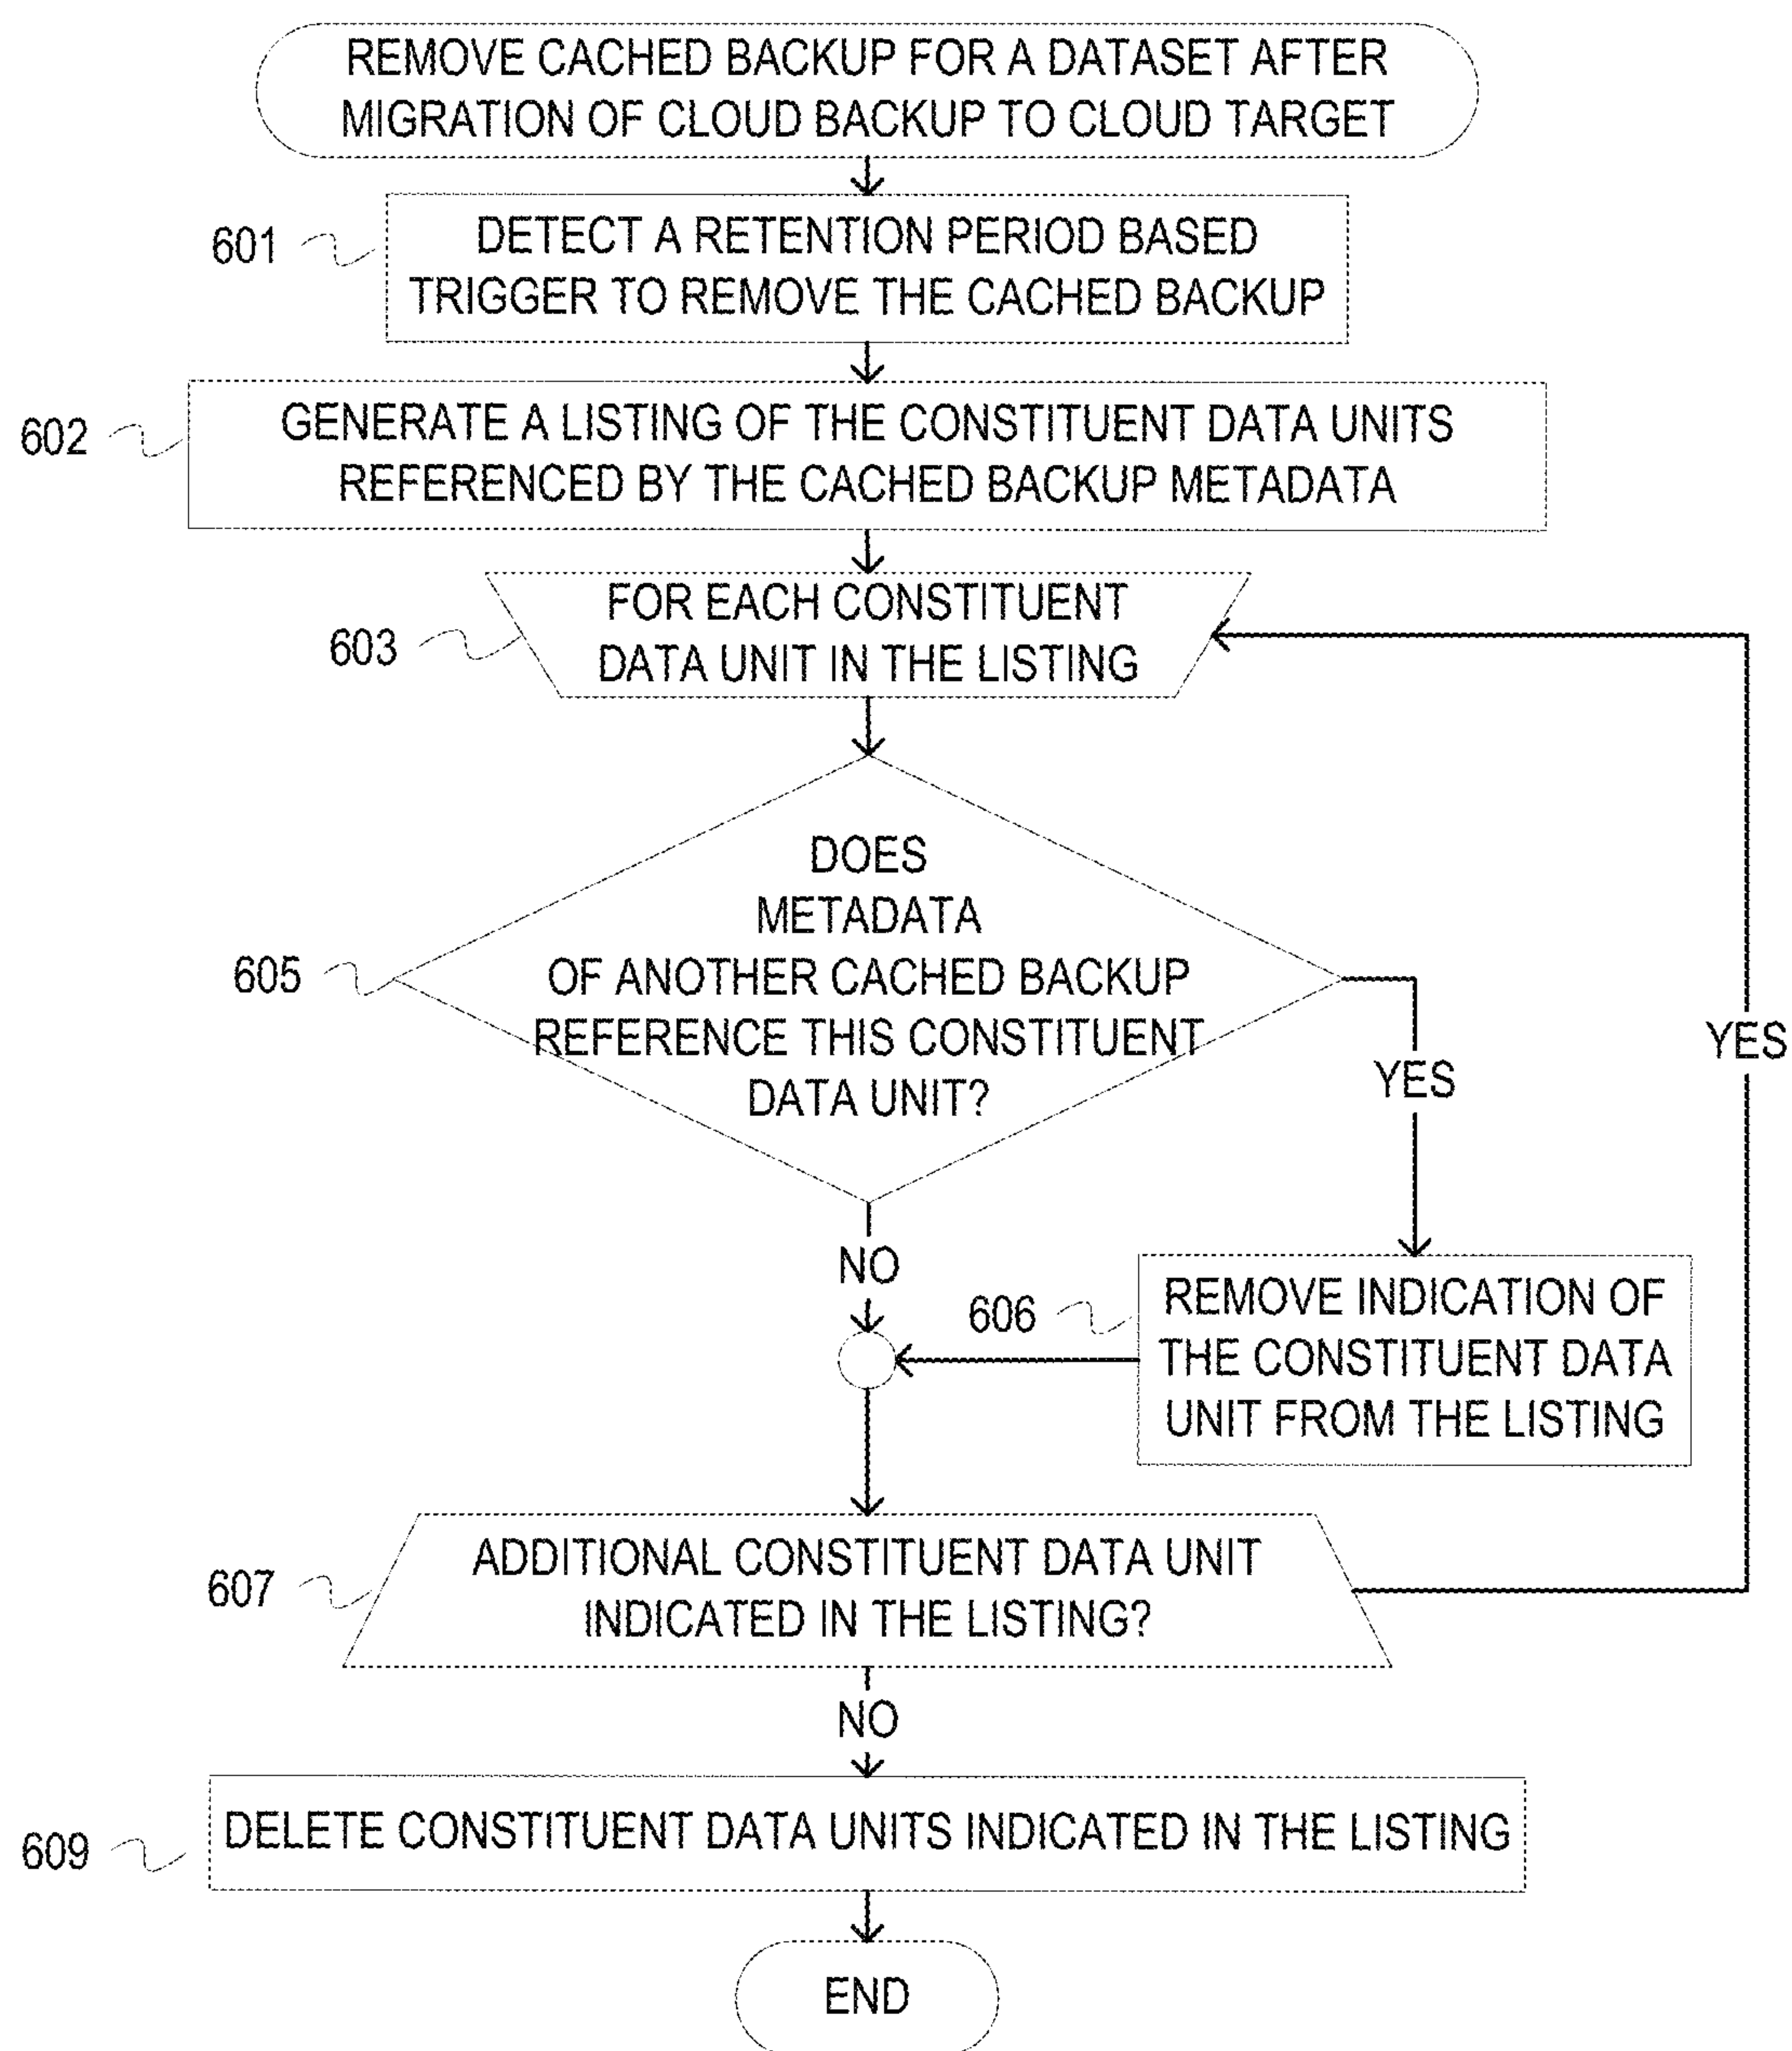 REMOVE CACHED BACKUP FOR A DATASET AFTER
MIGRATION OF CLOUD BACKUP TO CLOUD TARGET
601
DETECT A RETENTION PERIOD BASED
TRIGGER TO REMOVE THE CACHED BACKUP
602
GENERATE A LISTING OF THE CONSTITUENT DATA UNITS
REFERENCED BY THE CACHED BACKUP METADATA
603
FOR EACH CONSTITUENT
DATA UNIT IN THE LISTING
605
DOES
METADATA
OF ANOTHER CACHED BACKUP
REFERENCE THIS CONSTITUENT
DATA UNIT?
YES
YES
NO
606
REMOVE INDICATION OF
THE CONSTITUENT DATA
UNIT FROM THE LISTING
607
ADDITIONAL CONSTITUENT DATA UNIT
INDICATED IN THE LISTING?
NO
609
DELETE CONSTITUENT DATA UNITS INDICATED IN THE LISTING
END